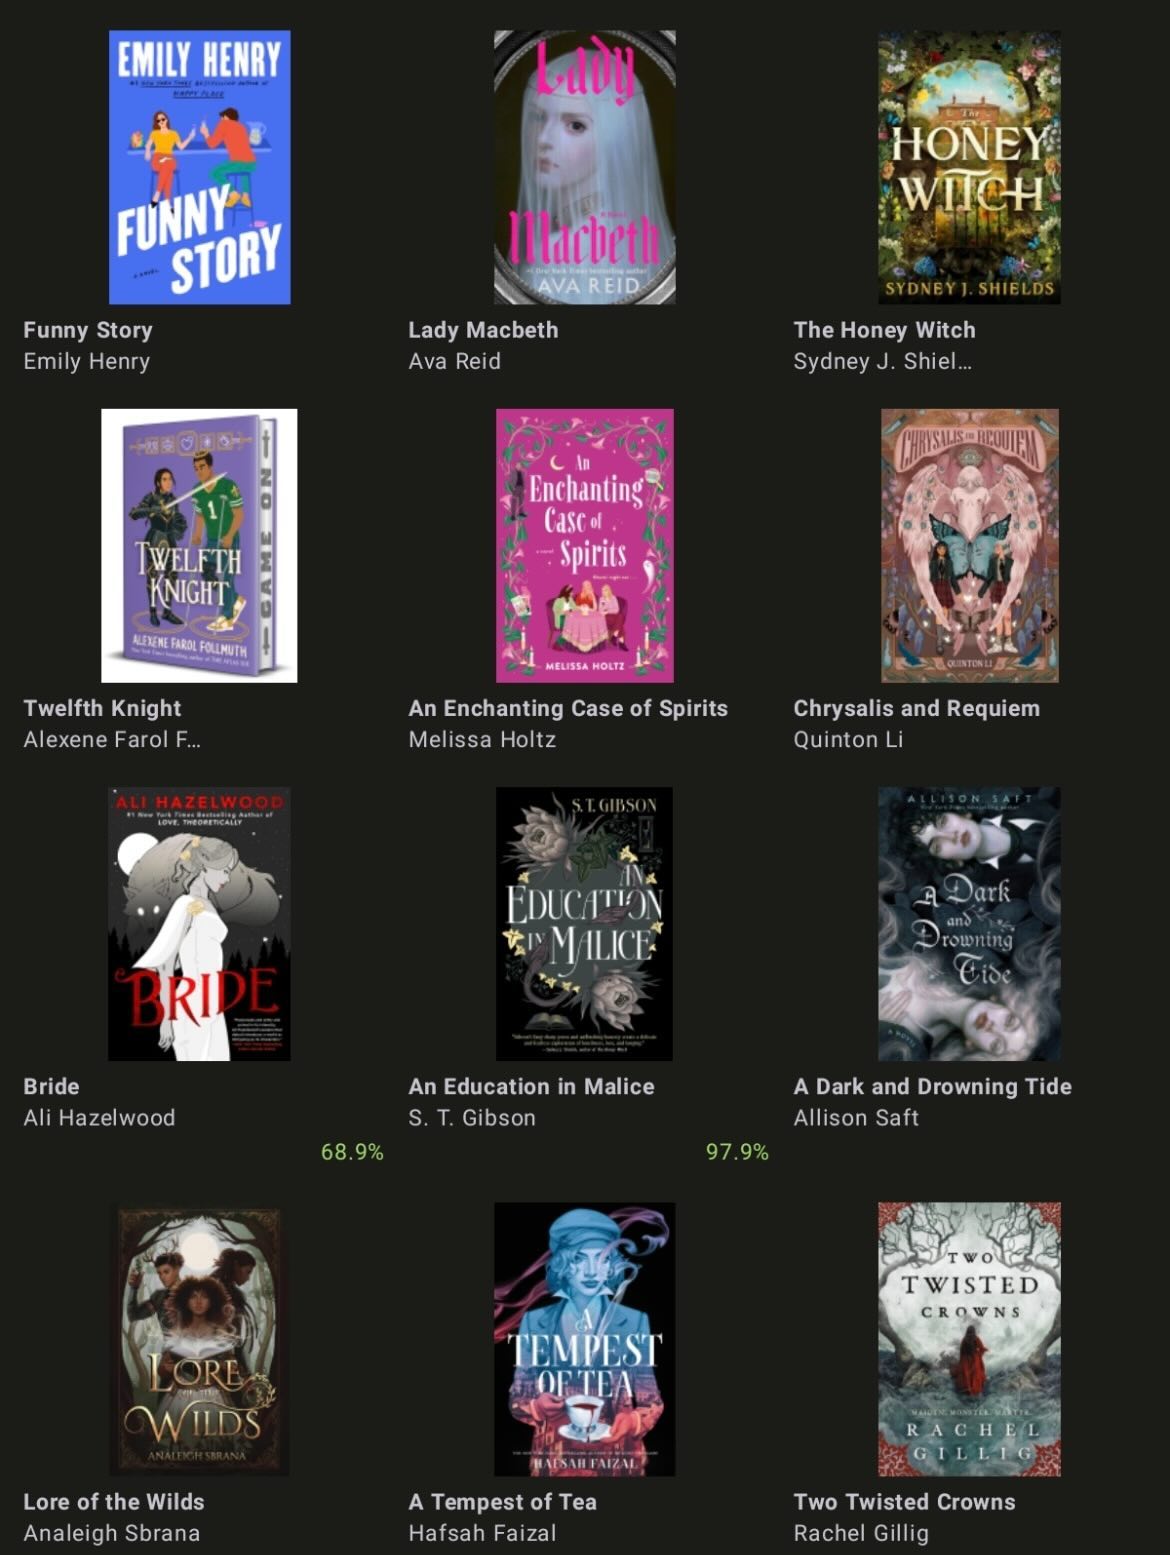 EMILY HENRY
#1 NEW YORK TIMES BESTSELLING AUTHOR OF
HAPPY PLACE
FUNNY
STORY
A NOVEL
Lady
A Novel
Macbeth
#1 New York Times bestselling author
AVA REID
The
HONEY
WITCH
SYDNEY J. SHIELDS
Funny Story
Emily Henry
Lady Macbeth
Ava Reid
The Honey Witch
Sydney J. Shiel…
1
TWELFTH
KNIGHT
ALEXENE FAROL FOLLMUTH
New York Times bestselling author of THE ATLAS SIX
GAME ON
An
Enchanting
Case of
a novel
Spirits
MELISSA HOLTZ
CHRYSALIS AND REQUIEM
QUINTON LI
Twelfth Knight
Alexene Farol F…
An Enchanting Case of Spirits
Melissa Holtz
Chrysalis and Requiem
Quinton Li
ALI HAZELWOOD
#1 New York Times Bestselling Author of
LOVE, THEORETICALLY
BRIDE
S.T. GIBSON
AN
EDUCATION
IN MALICE
ALLISON SAFT
New York Times bestselling author
A Dark
and
Drowning
Tide
A NOVEL
Bride
Ali Hazelwood
An Education in Malice
S. T. Gibson
A Dark and Drowning Tide
Allison Saft
68.9%
97.9%
LORE
OF THE
WILDS
ANALEIGH SBRANA
A
TEMPEST
OF TEA
HAFSAH FAIZAL
TWO
TWISTED
CROWNS
MAIDEN. MONSTER. MARTYR.
RACHEL
GILLIG
Lore of the Wilds
Analeigh Sbrana
A Tempest of Tea
Hafsah Faizal
Two Twisted Crowns
Rachel Gillig